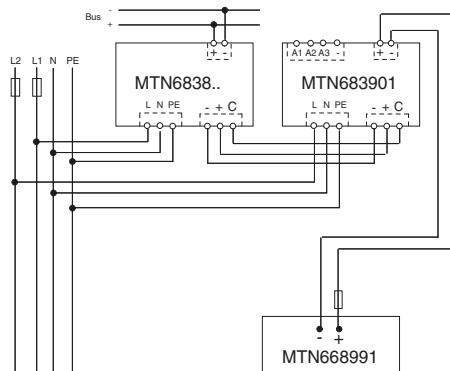 Bus -
+
+ -
A1 A2 A3 -
+ -
L2 L1 N PE
MTN6838..
MTN683901
L N PE
- + C
L N PE
- + C
- +
MTN668991